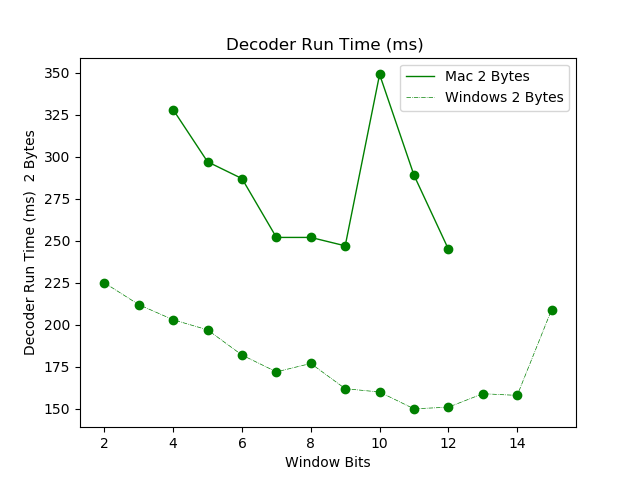 Decoder Run Time (ms)
Mac 2 Bytes
Windows 2 Bytes
Decoder Run Time (ms)  2 Bytes
350
325
300
275
250
225
200
175
150
2 4 6 8 10 12 14
Window Bits